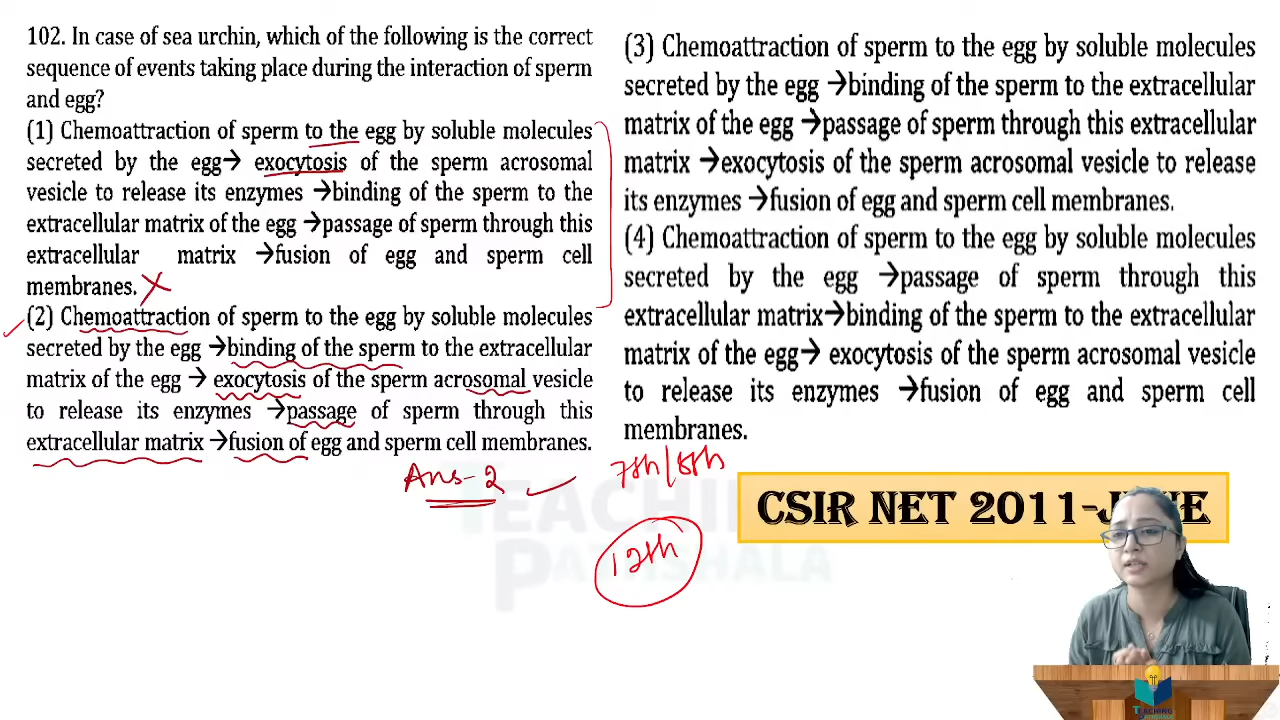 102. In case of sea urchin, which of the following is the correct
sequence of events taking place during the interaction of sperm
and egg?
(1) Chemoattraction of sperm to the egg by soluble molecules
secreted by the egg→ exocytosis of the sperm acrosomal
vesicle to release its enzymes →binding of the sperm to the
extracellular matrix of the egg →passage of sperm through this
extracellular matrix →fusion of egg and sperm cell
membranes.
(2) Chemoattraction of sperm to the egg by soluble molecules
secreted by the egg →binding of the sperm to the extracellular
matrix of the egg → exocytosis of the sperm acrosomal vesicle
to release its enzymes →passage of sperm through this
extracellular matrix →fusion of egg and sperm cell membranes.
Ans-2
(3) Chemoattraction of sperm to the egg by soluble molecules
secreted by the egg →binding of the sperm to the extracellular
matrix of the egg →passage of sperm through this extracellular
matrix →exocytosis of the sperm acrosomal vesicle to release
its enzymes →fusion of egg and sperm cell membranes.
(4) Chemoattraction of sperm to the egg by soluble molecules
secreted by the egg →passage of sperm through this
extracellular matrix→binding of the sperm to the extracellular
matrix of the egg→ exocytosis of the sperm acrosomal vesicle
to release its enzymes →fusion of egg and sperm cell
membranes.
12th
CSIR NET 2011-
TEACHING
TEACHING